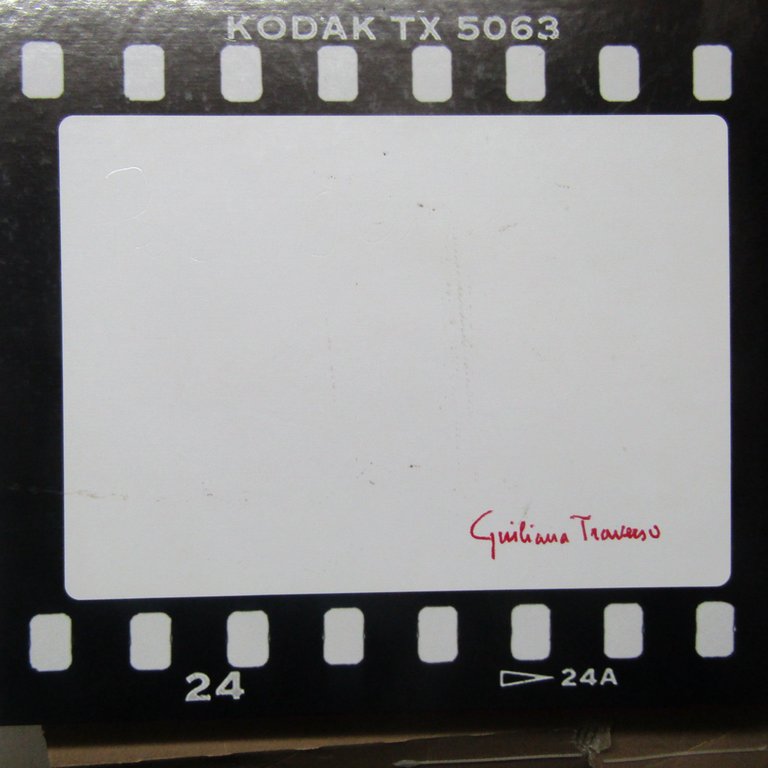 KODAK TX 5063
Giuliana Traverso
24
24A